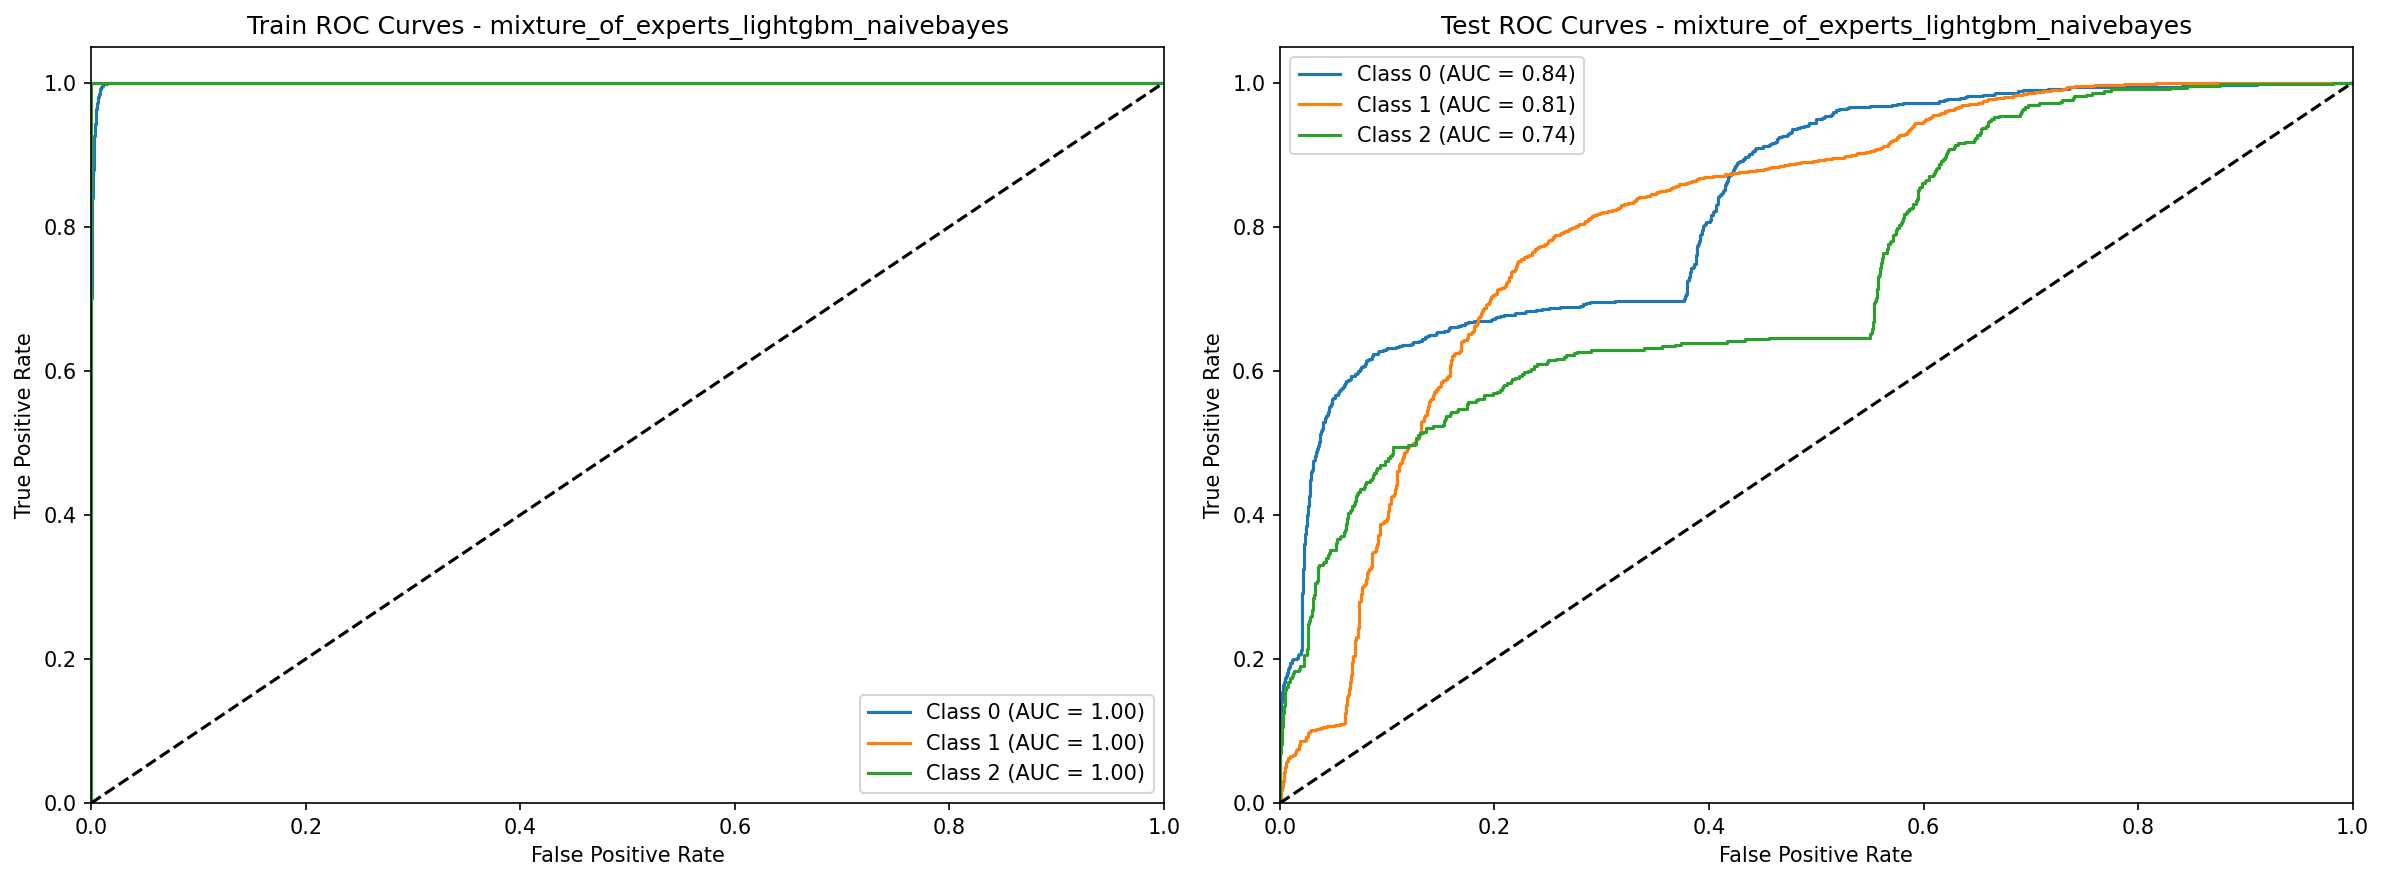 Train ROC Curves - mixture_of_experts_lightgbm_naivebayes
True Positive Rate
1.0
0.8
0.6
0.4
0.2
0.0
0.0 0.2 0.4 0.6 0.8 1.0
False Positive Rate
Class 0 (AUC = 1.00)
Class 1 (AUC = 1.00)
Class 2 (AUC = 1.00)
Test ROC Curves - mixture_of_experts_lightgbm_naivebayes
Class 0 (AUC = 0.84)
Class 1 (AUC = 0.81)
Class 2 (AUC = 0.74)
True Positive Rate
1.0
0.8
0.6
0.4
0.2
0.0
0.0 0.2 0.4 0.6 0.8 1.0
False Positive Rate